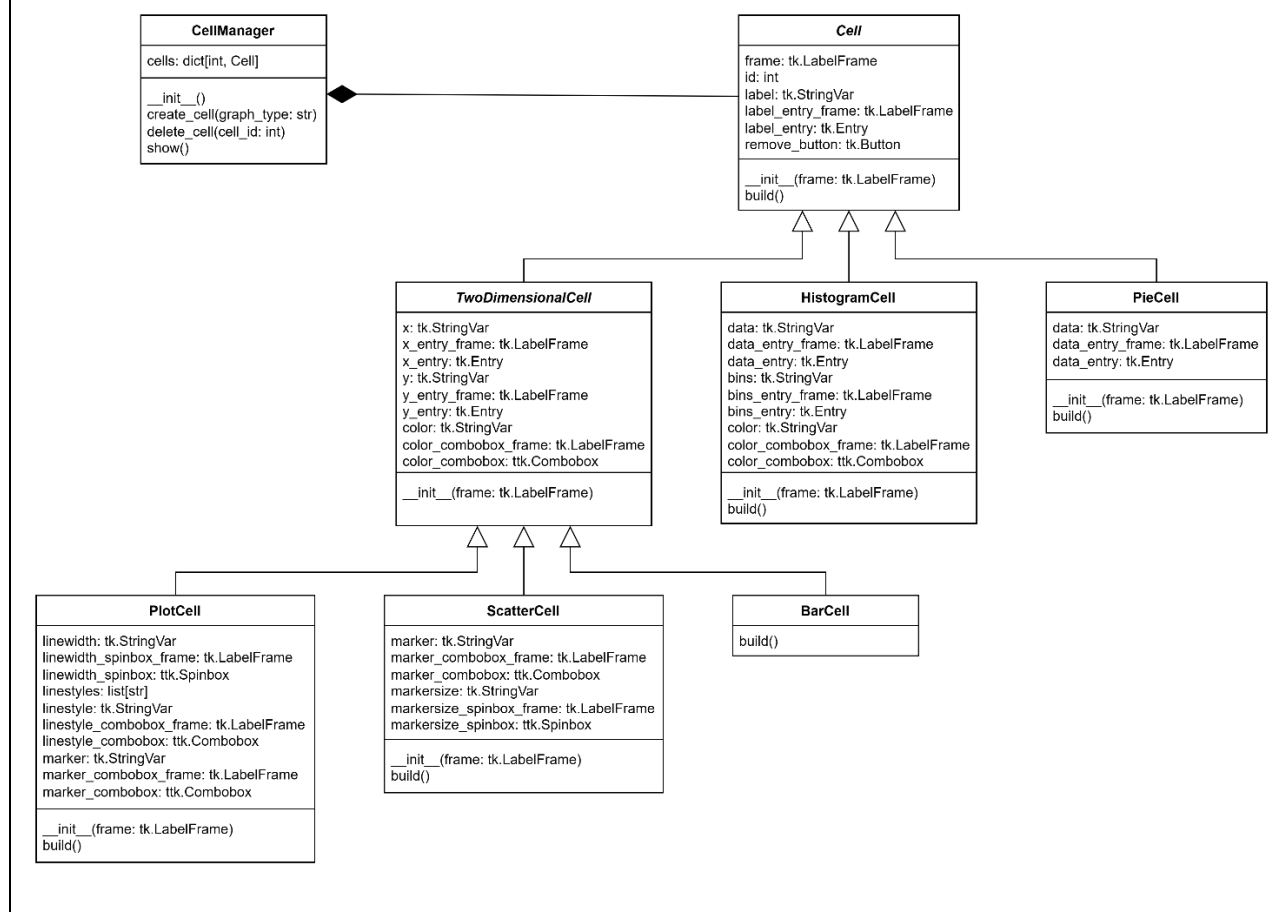 CellManager
cells: dict[int, Cell]
__init__()
create_cell(graph_type: str)
delete_cell(cell_id: int)
show()
Cell
frame: tk.LabelFrame
id: int
label: tk.StringVar
label_entry_frame: tk.LabelFrame
label_entry: tk.Entry
remove_button: tk.Button
__init__(frame: tk.LabelFrame)
build()
TwoDimensionalCell
x: tk.StringVar
x_entry_frame: tk.LabelFrame
x_entry: tk.Entry
y: tk.StringVar
y_entry_frame: tk.LabelFrame
y_entry: tk.Entry
color: tk.StringVar
color_combobox_frame: tk.LabelFrame
color_combobox: ttk.Combobox
__init__(frame: tk.LabelFrame)
HistogramCell
data: tk.StringVar
data_entry_frame: tk.LabelFrame
data_entry: tk.Entry
bins: tk.StringVar
bins_entry_frame: tk.LabelFrame
bins_entry: tk.Entry
color: tk.StringVar
color_combobox_frame: tk.LabelFrame
color_combobox: ttk.Combobox
__init__(frame: tk.LabelFrame)
build()
PieCell
data: tk.StringVar
data_entry_frame: tk.LabelFrame
data_entry: tk.Entry
__init__(frame: tk.LabelFrame)
build()
PlotCell
linewidth: tk.StringVar
linewidth_spinbox_frame: tk.LabelFrame
linewidth_spinbox: ttk.Spinbox
linestyles: list[str]
linestyle: tk.StringVar
linestyle_combobox_frame: tk.LabelFrame
linestyle_combobox: ttk.Combobox
marker: tk.StringVar
marker_combobox_frame: tk.LabelFrame
marker_combobox: ttk.Combobox
__init__(frame: tk.LabelFrame)
build()
ScatterCell
marker: tk.StringVar
marker_combobox_frame: tk.LabelFrame
marker_combobox: ttk.Combobox
markersize: tk.StringVar
markersize_spinbox_frame: tk.LabelFrame
markersize_spinbox: ttk.Spinbox
__init__(frame: tk.LabelFrame)
build()
BarCell
build()